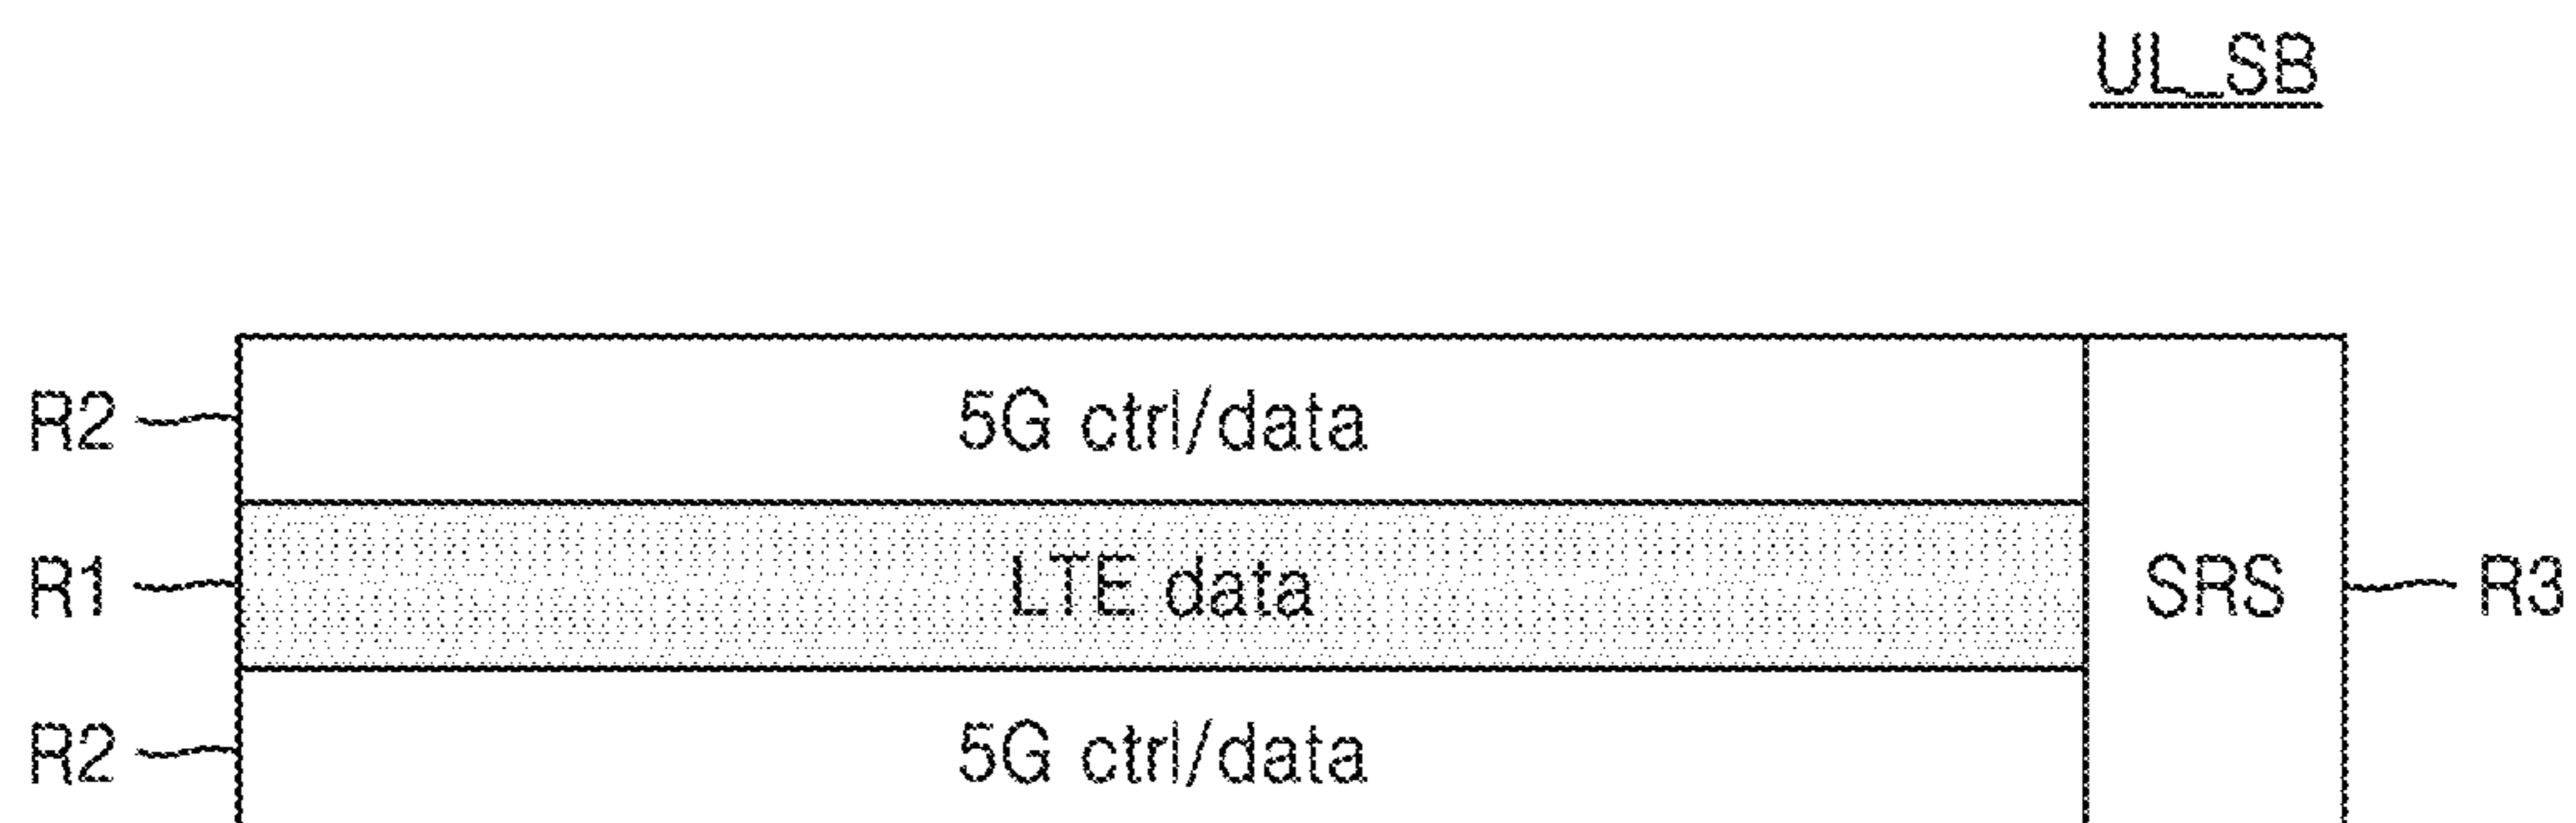 UL_SB
R2 5G ctrl/data
R1 LTE data SRS R3
R2 5G ctrl/data